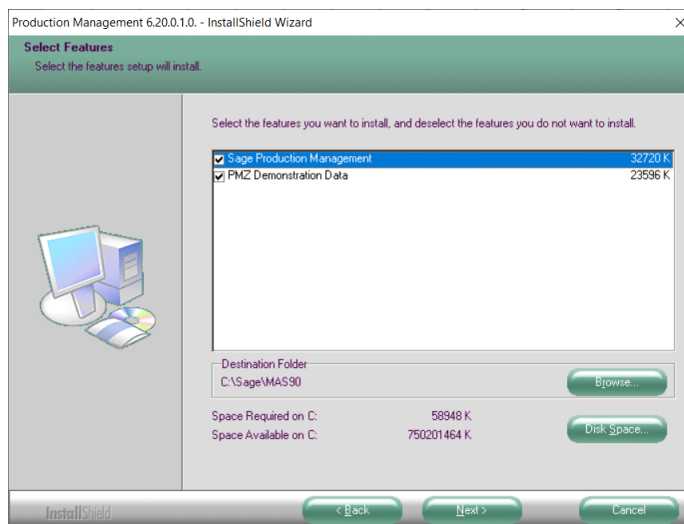 Production Management 6.20.0.1.0. - InstallShield Wizard
Select Features
Select the features setup will install.
Select the features you want to install, and deselect the features you do not want to install.
Sage Production Management 32720 K
PMZ Demonstration Data 23596 K
Destination Folder
C:\Sage\MAS90
Browse...
Space Required on C: 58948 K
Space Available on C: 750201464 K
Disk Space...
InstallShield
< Back
Next >
Cancel